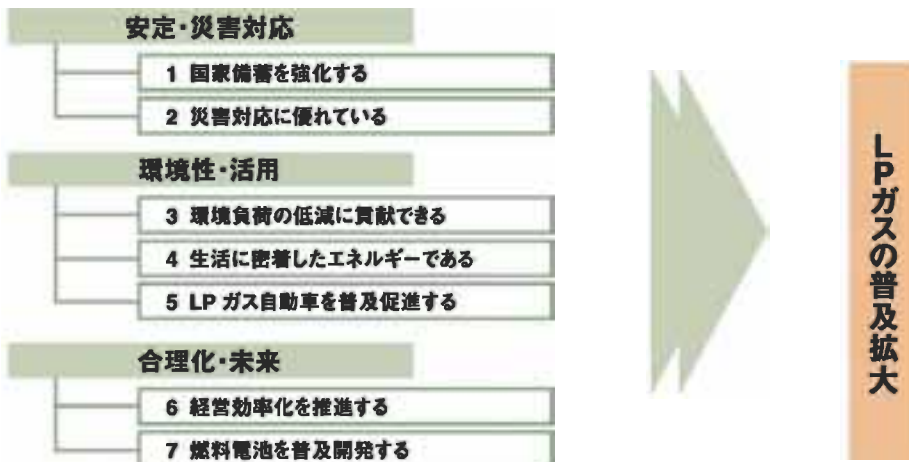 安定・災害対応
1 国家備蓄を強化する
2 災害対応に優れている
環境性・活用
3 環境負荷の低減に貢献できる
4 生活に密着したエネルギーである
5 LPガス自動車を普及促進する
合理化・未来
6 経営効率化を推進する
7 燃料電池を普及開発する
LPガスの普及拡大